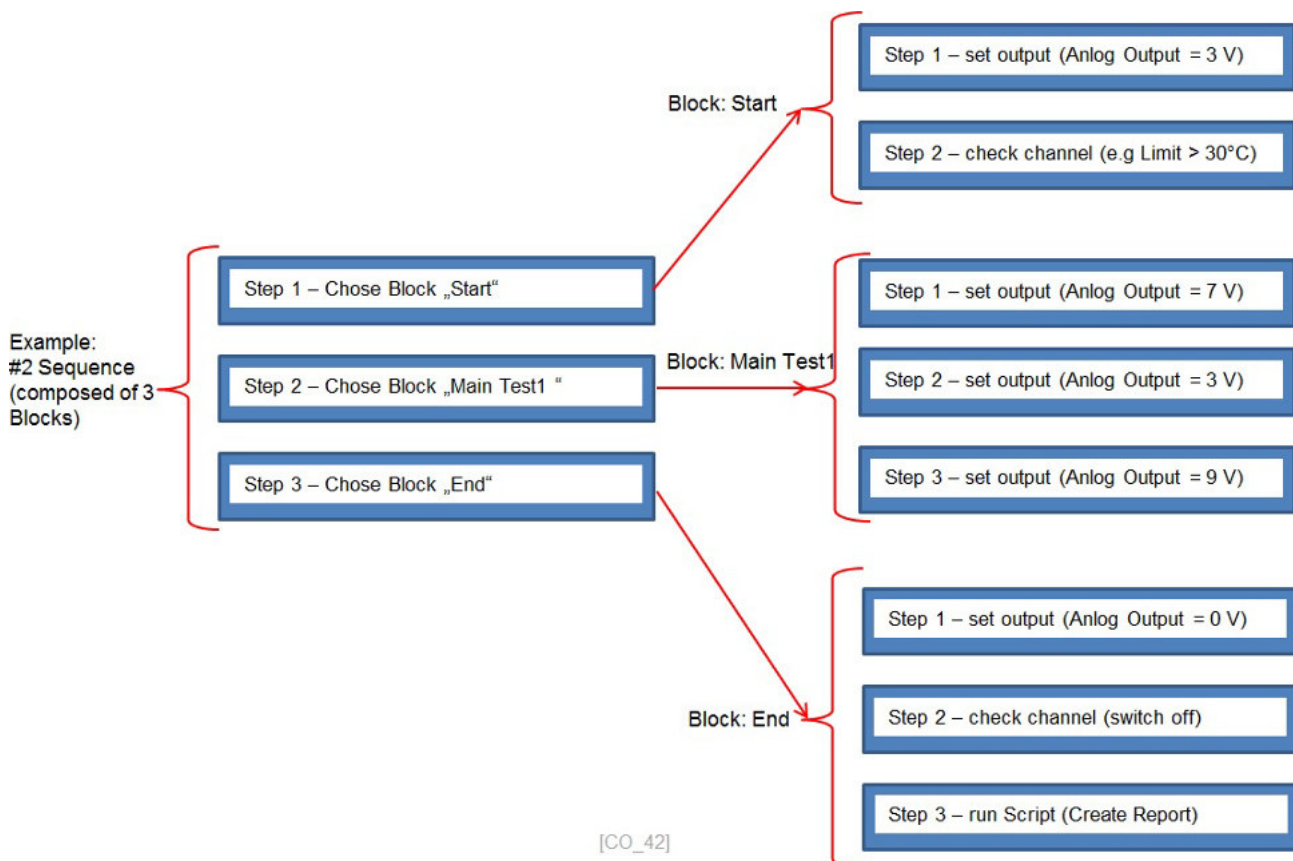 Example:
#2 Sequence
(composed of 3
Blocks)
Step 1 – Chose Block „Start“
Step 2 – Chose Block „Main Test1 “
Step 3 – Chose Block „End“
Block: Start
Step 1 – set output (Anlog Output = 3 V)
Step 2 – check channel (e.g Limit > 30°C)
Block: Main Test1
Step 1 – set output (Anlog Output = 7 V)
Step 2 – set output (Anlog Output = 3 V)
Step 3 – set output (Anlog Output = 9 V)
Block: End
Step 1 – set output (Anlog Output = 0 V)
Step 2 – check channel (switch off)
Step 3 – run Script (Create Report)
[CO_42]